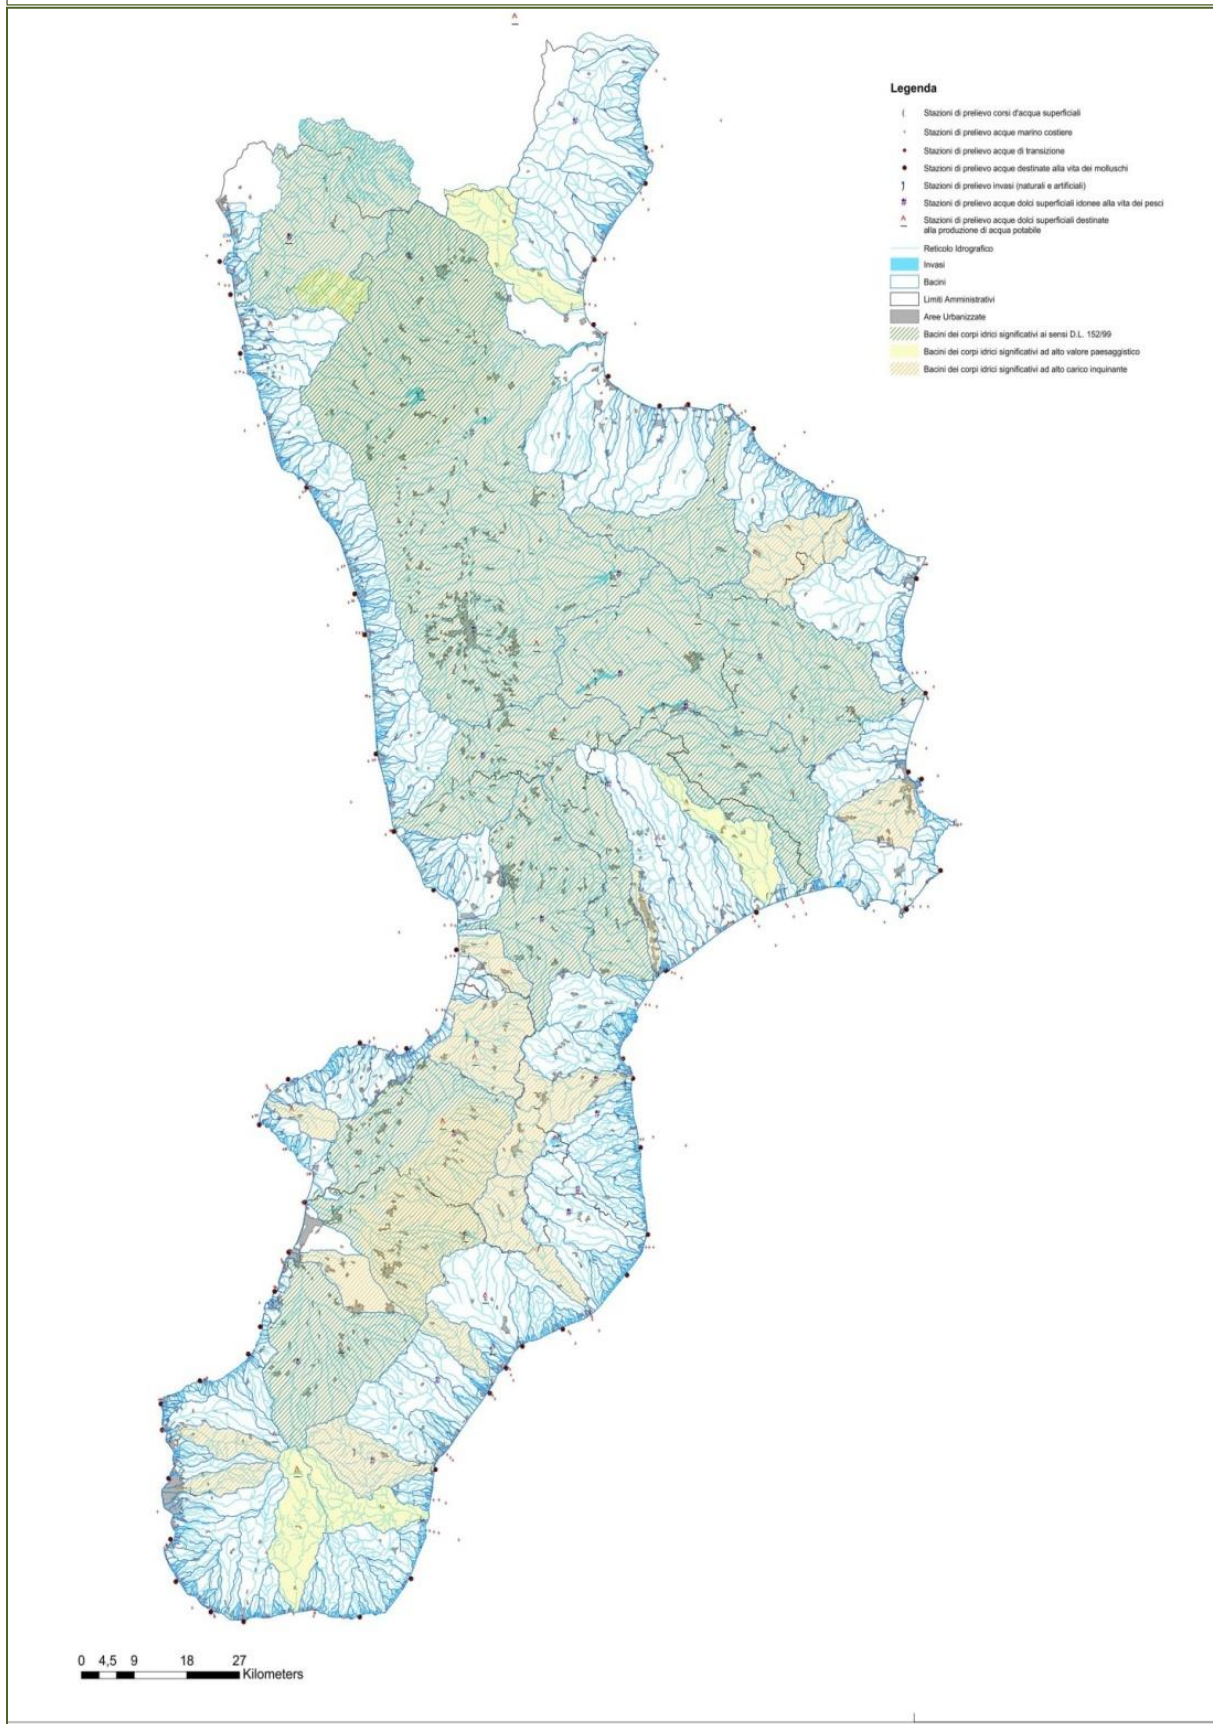 Legenda
Stazioni di prelievo corsi d'acqua superficiali
Stazioni di prelievo acque marino costiere
Stazioni di prelievo acque di transizione
Stazioni di prelievo acque destinate alla vita dei molluschi
Stazioni di prelievo invasi (naturali e artificiali)
Stazioni di prelievo acque dolci superficiali idonee alla vita dei pesci
Stazioni di prelievo acque dolci superficiali destinate
alla produzione di acqua potabile
Reticolo Idrografico
Invasi
Bacini
Limiti Amministrativi
Aree Urbanizzate
Bacini dei corpi idrici significativi ai sensi D.L. 152/99
Bacini dei corpi idrici significativi ad alto valore paesaggistico
Bacini dei corpi idrici significativi ad alto carico inquinante
0 4,5 9 18 27
Kilometers